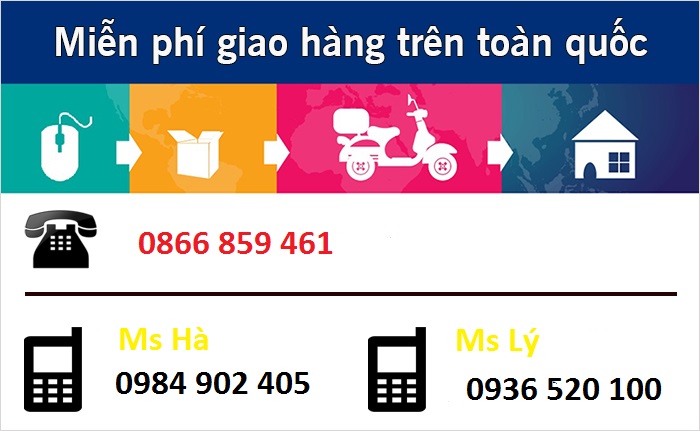 Miễn phí giao hàng trên toàn quốc
0866 859 461
Ms Hà
0984 902 405
Ms Lý
0936 520 100